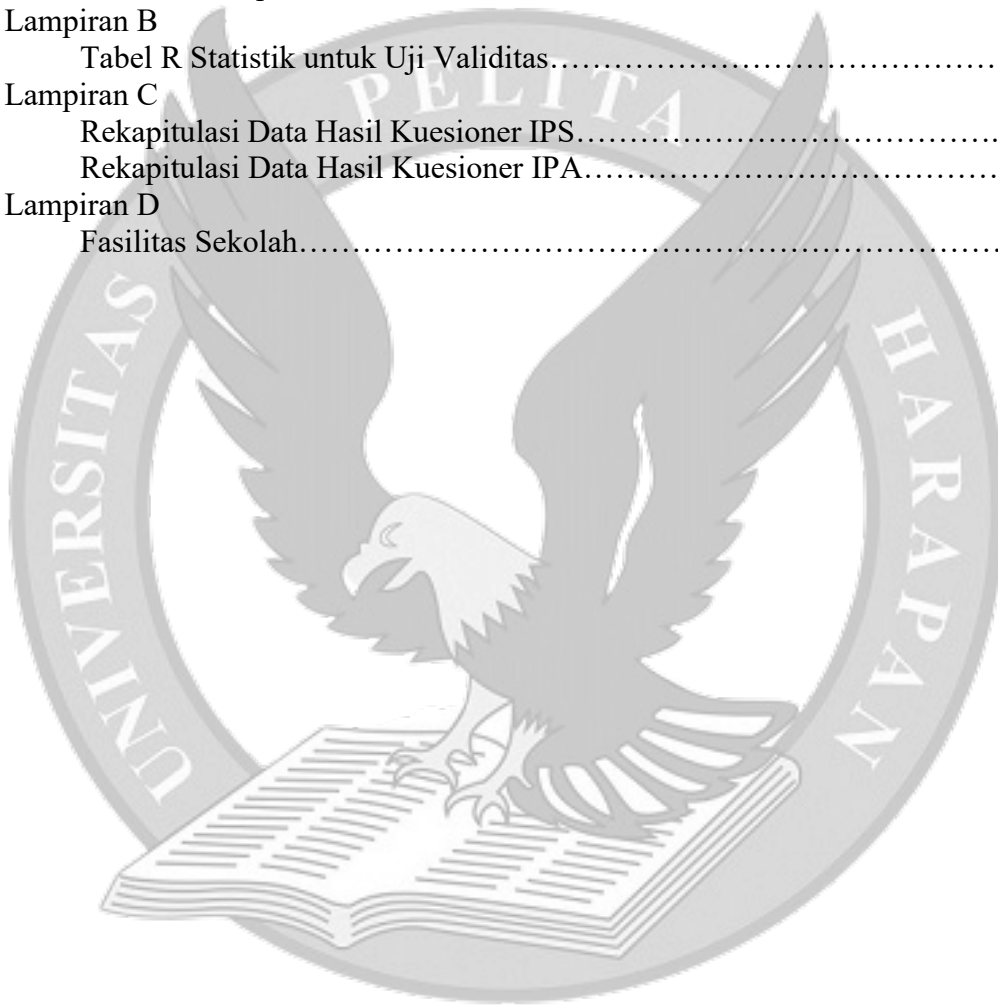 Lampiran B
Tabel R Statistik untuk Uji Validitas……………………………………
Lampiran C
Rekapitulasi Data Hasil Kuesioner IPS…………………………………
Rekapitulasi Data Hasil Kuesioner IPA…………………………………
Lampiran D
Fasilitas Sekolah……………………………………………………………
UNIVERSITAS PELITA HARAPAN